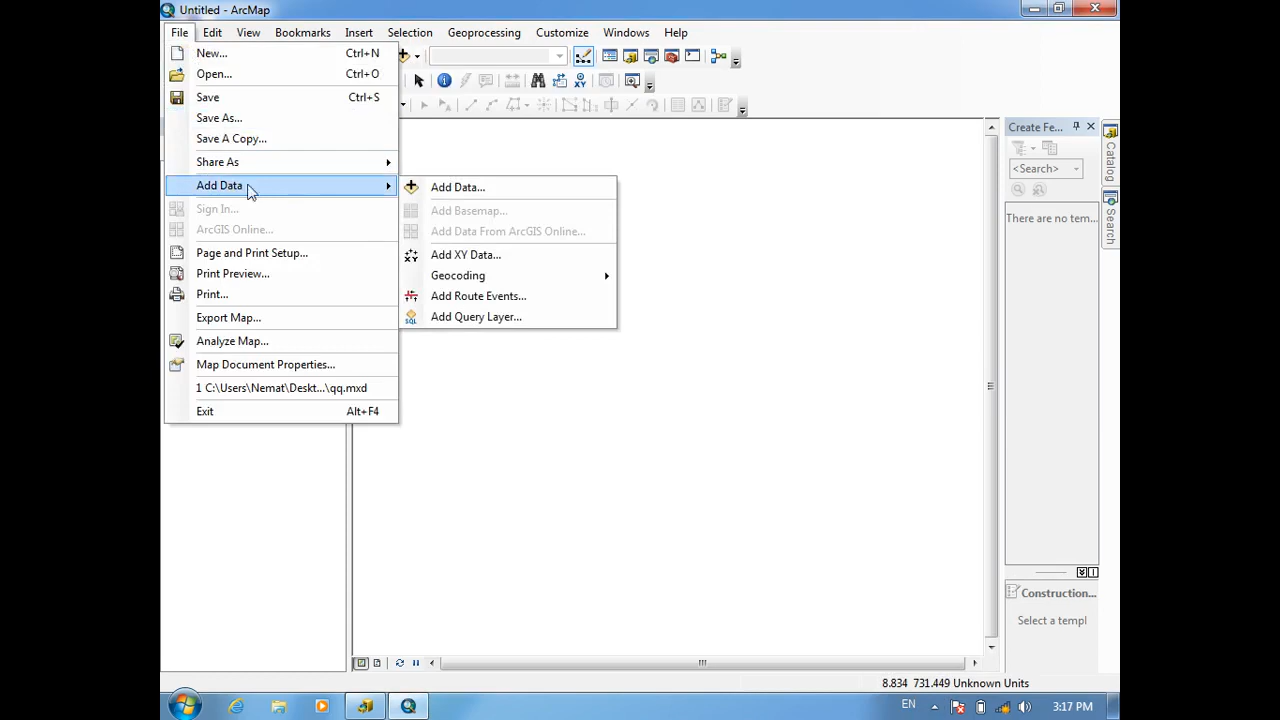 Untitled - ArcMap
File Edit View Bookmarks Insert Selection Geoprocessing Customize Windows Help
New... Ctrl+N
Open... Ctrl+O
Save Ctrl+S
Save As...
Save A Copy...
Share As
Add Data
Sign In...
ArcGIS Online...
Page and Print Setup...
Print Preview...
Print...
Export Map...
Analyze Map...
Map Document Properties...
1 C:\Users\Nemat\Deskt...\qq.mxd
Exit Alt+F4
Add Data...
Add Basemap...
Add Data From ArcGIS Online...
Add XY Data...
Geocoding
Add Route Events...
SQL Add Query Layer...
Create Fe...
<Search>
There are no tem...
Construction...
Select a templ
Catalog
Search
8.834 731.449 Unknown Units
EN
3:17 PM